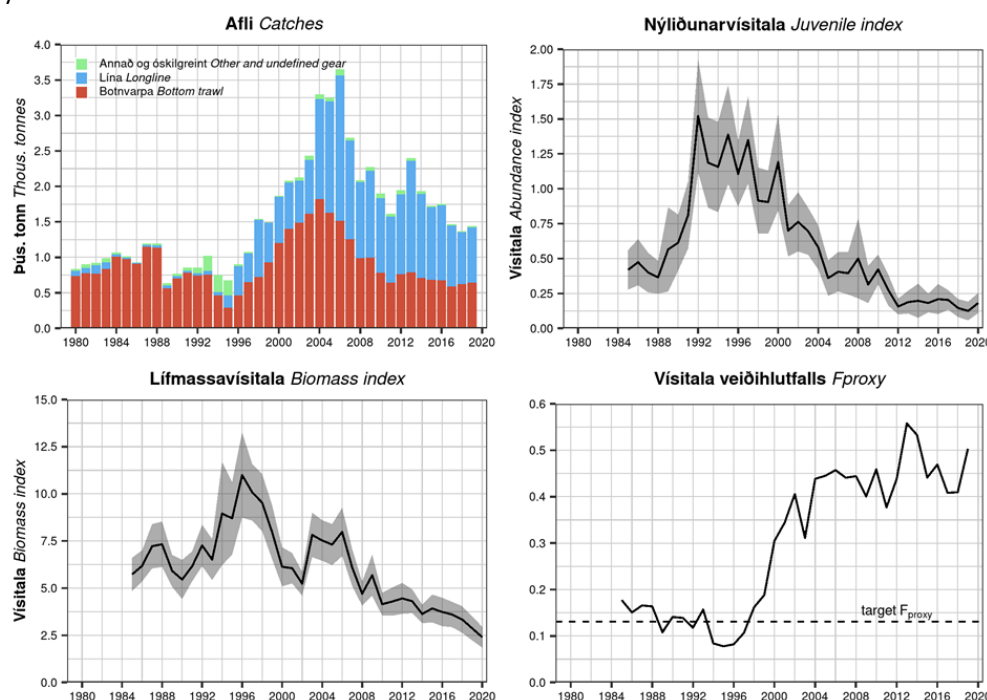 Afli Catches
Þús. tonn Thous. tonnes
4.0
3.5
3.0
2.5
2.0
1.5
1.0
0.5
0.0
Annað og óskilgreint Other and undefined gear
Lína Longline
Botnvarpa Bottom trawl
1980 1984 1988 1992 1996 2000 2004 2008 2012 2016 2020
Nýliðunarvísitala Juvenile index
Vísitala Abundance index
2.00
1.50
1.25
1.00
0.75
0.50
0.25
0.00
1980 1984 1988 1992 1996 2000 2004 2008 2012 2016 2020
Lífmassavísitala Biomass index
Vísitala Biomass index
15.0
12.5
10.0
7.5
5.0
2.5
0.0
1980 1984 1988 1992 1996 2000 2004 2008 2012 2016 2020
Vísitala veiðihlutfalls Fproxy
0.6
0.5
0.4
0.3
0.2
0.1
0.0
target Fproxy
1980 1984 1988 1992 1996 2000 2004 2008 2012 2016 2020